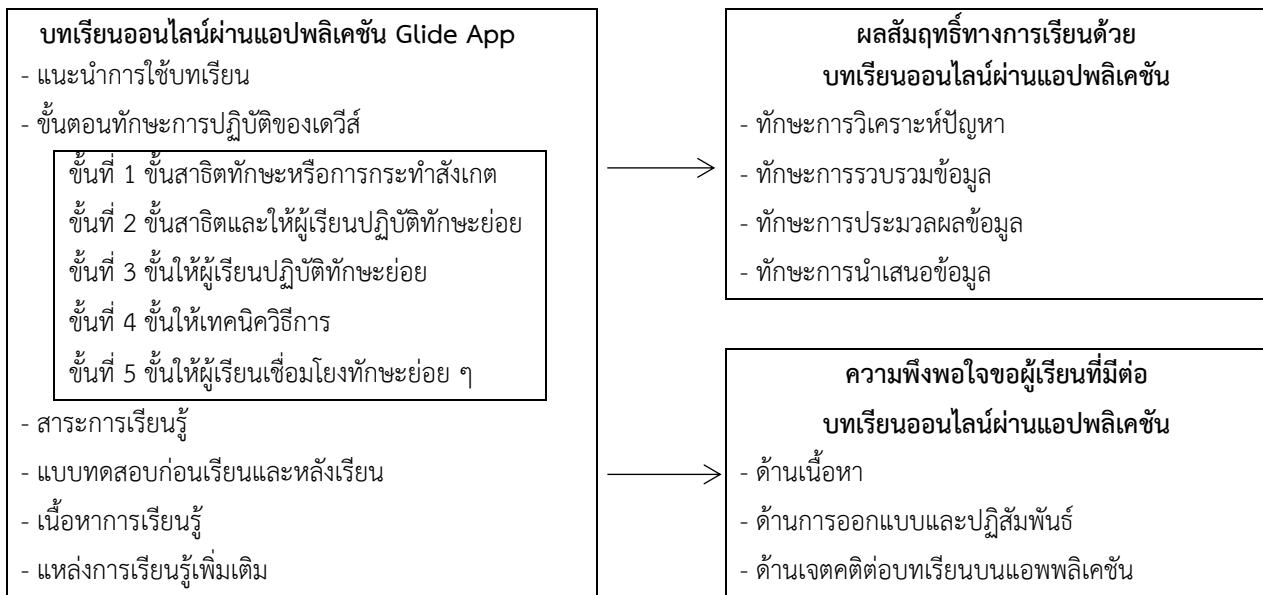 บทเรียนออนไลน์ผ่านแอปพลิเคชัน Glide App
- แนะนำการใช้บทเรียน
- ขั้นตอนทักษะการปฏิบัติของเดวีส์
ขั้นที่ 1 ขั้นสาธิตทักษะหรือการกระทำสังเกต
ขั้นที่ 2 ขั้นสาธิตและให้ผู้เรียนปฏิบัติทักษะย่อย
ขั้นที่ 3 ขั้นให้ผู้เรียนปฏิบัติทักษะย่อย
ขั้นที่ 4 ขั้นให้เทคนิควิธีการ
ขั้นที่ 5 ขั้นให้ผู้เรียนเชื่อมโยงทักษะย่อย ๆ
- สาระการเรียนรู้
- แบบทดสอบก่อนเรียนและหลังเรียน
- เนื้อหาการเรียนรู้
- แหล่งการเรียนรู้เพิ่มเติม
ผลสัมฤทธิ์ทางการเรียนด้วย
บทเรียนออนไลน์ผ่านแอปพลิเคชัน
- ทักษะการวิเคราะห์ปัญหา
- ทักษะการรวบรวมข้อมูล
- ทักษะการประมวลผลข้อมูล
- ทักษะการนำเสนอข้อมูล
ความพึงพอใจขอผู้เรียนที่มีต่อ
บทเรียนออนไลน์ผ่านแอปพลิเคชัน
- ด้านเนื้อหา
- ด้านการออกแบบและปฏิสัมพันธ์
- ด้านเจตคติต่อบทเรียนบนแอพพลิเคชัน